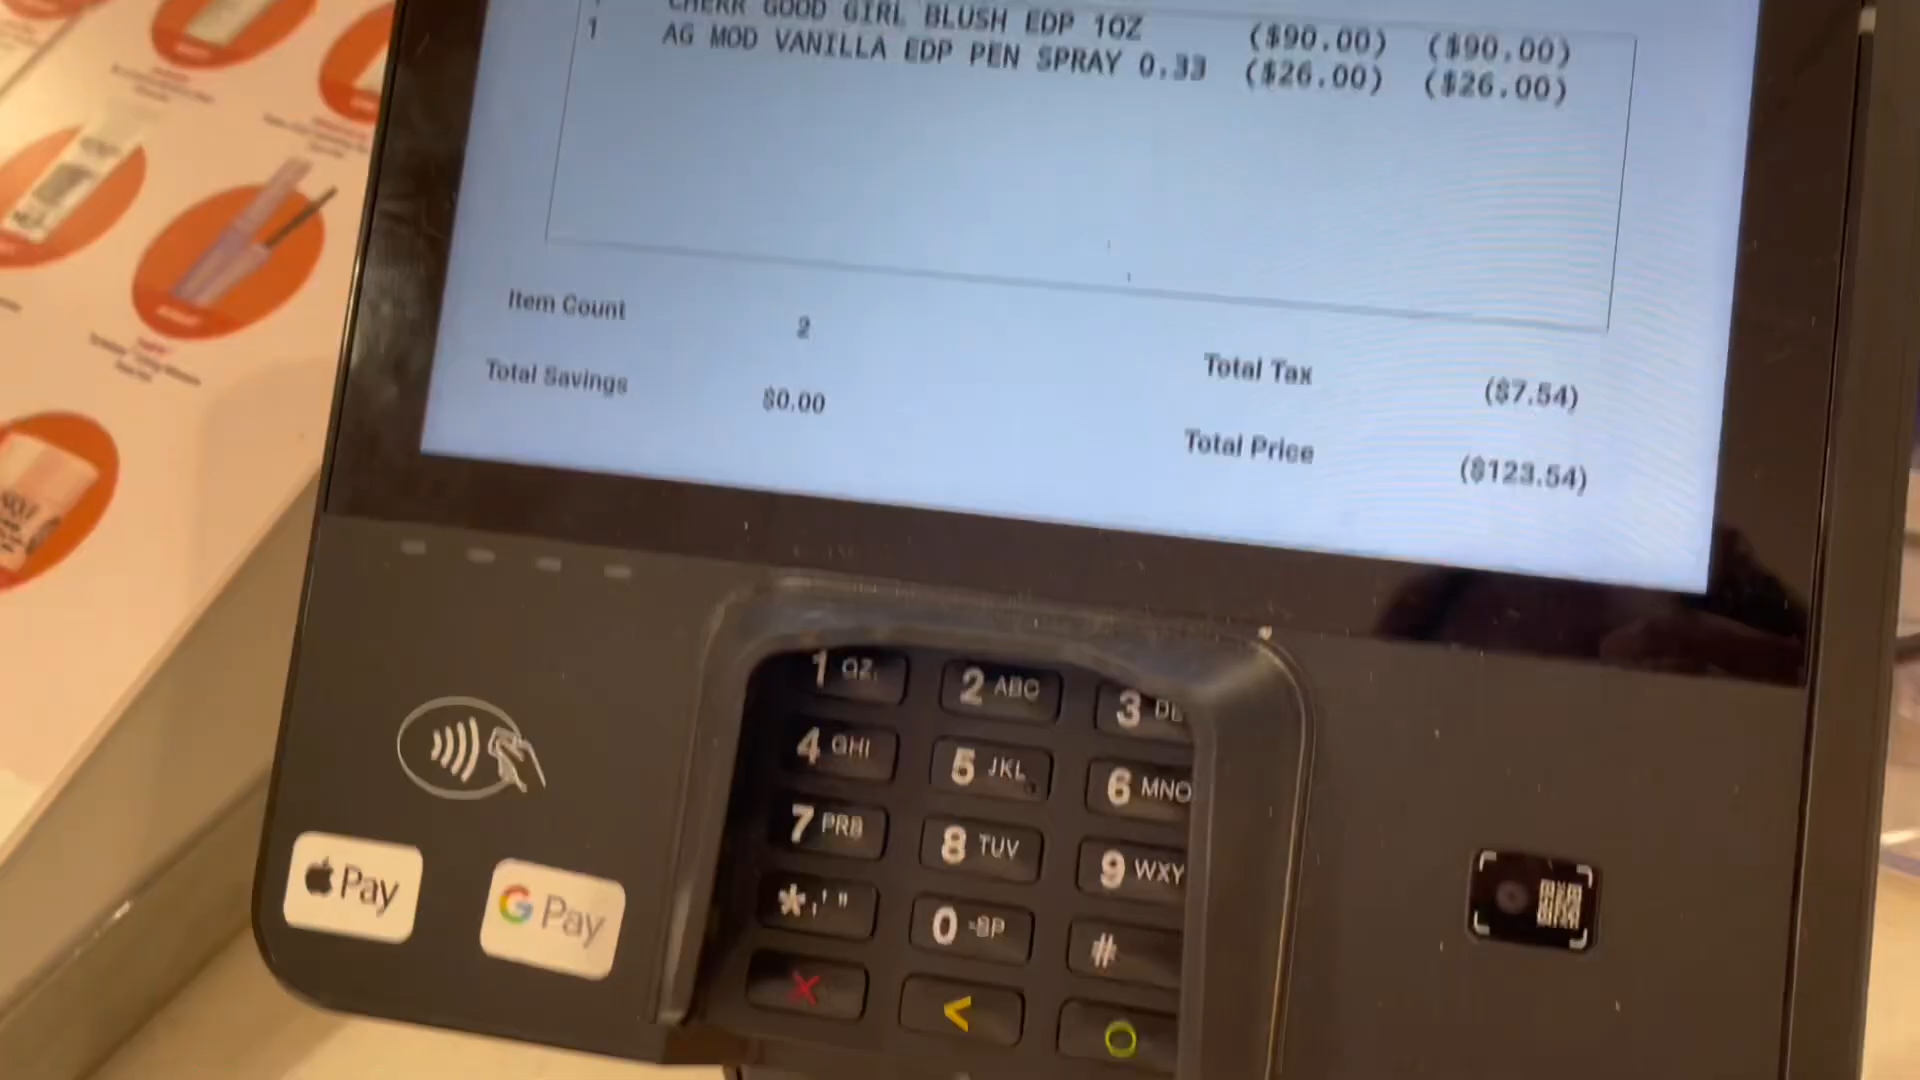 CHERR GOOD GIRL BLUSH EDP 1OZ ($90.00) ($90.00)
1 AG MOD VANILLA EDP PEN SPRAY 0.33 ($26.00) ($26.00)
Item Count 2
Total Tax ($7.54)
Total Savings $0.00
Total Price ($123.54)
1 QZ.
2 ABC
3
4 GHI
5 JKL
6 MNO
7 PRS
8 TUV
9 WXY
*,'"
0 -SP
#
X
<
O
Pay
G Pay